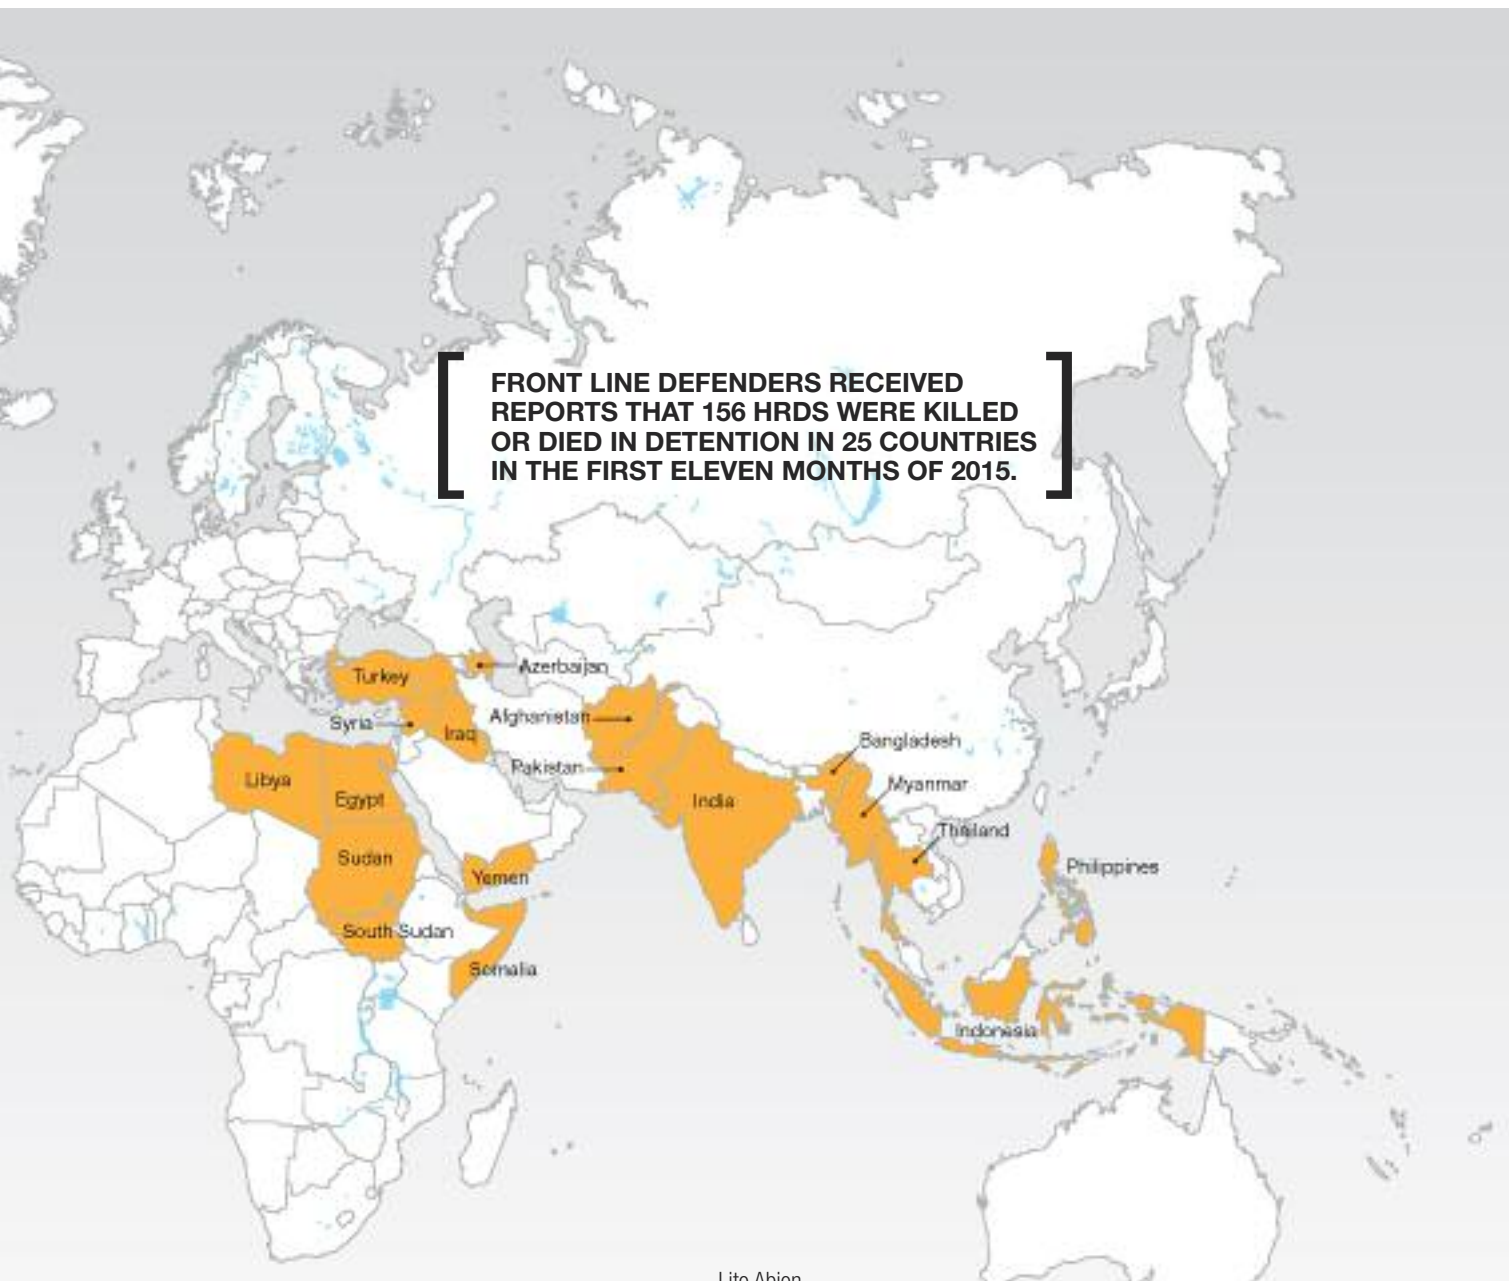 FRONT LINE DEFENDERS RECEIVED
REPORTS THAT 156 HRDS WERE KILLED
OR DIED IN DETENTION IN 25 COUNTRIES
IN THE FIRST ELEVEN MONTHS OF 2015.
Azerbaijan
Turkey
Afghanistan
Syria
Iraq
Bangladesh
Pakistan
Libya
Myanmar
Egypt
India
Thailand
Sudan
Philippines
Yemen
South Sudan
Somalia
Indonesia
Lito Abion